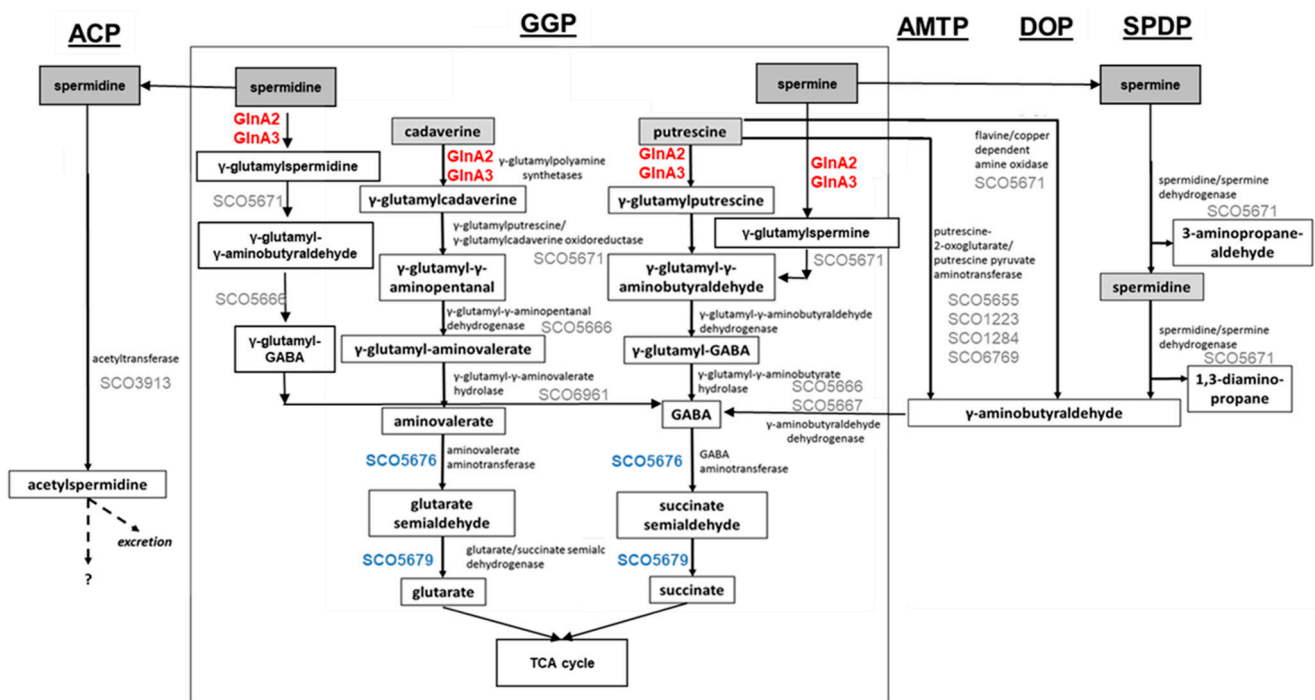 ACP
GGP
AMTP
DOP
SPDP
spermidine
spermidine
spermine
spermine
GlnA2
GlnA3
cadaverine
putrescine
flavine/copper
dependent
amine oxidase
SCO5671
γ-glutamylspermidine
GlnA2
GlnA3
γ-glutamylpolyamine
synthetases
GlnA2
GlnA3
GlnA2
GlnA3
spermidine/spermine
dehydrogenase
SCO5671
SCO5671
γ-glutamylcadaverine
γ-glutamylputrescine
γ-glutamyl-
γ-aminobutyraldehyde
γ-glutamylputrescine/
γ-glutamylcadaverine oxidoreductase
SCO5671
γ-glutamylspermine
SCO5671
putrescine-
2-oxoglutarate/
putrescine pyruvate
aminotransferase
3-aminopropane-
aldehyde
γ-glutamyl-γ-
aminopentanal
γ-glutamyl-γ-
aminobutyraldehyde
spermidine
SCO5666
γ-glutamyl-γ-aminopentanal
dehydrogenase
SCO5666
γ-glutamyl-γ-aminobutyraldehyde
dehydrogenase
SCO5655
SCO1223
SCO1284
SCO6769
γ-glutamyl-
GABA
γ-glutamyl-aminovalerate
γ-glutamyl-GABA
spermidine/spermine
dehydrogenase
SCO5671
acetyltransferase
SCO3913
γ-glutamyl-γ-aminovalerate
hydrolase
SCO6961
γ-glutamyl-γ-aminobutyrate
hydrolase
SCO5666
SCO5667
γ-aminobutyraldehyde
dehydrogenase
1,3-diamino-
propane
aminovalerate
GABA
γ-aminobutyraldehyde
SCO5676
aminovalerate
aminotransferase
SCO5676
GABA
aminotransferase
acetylspermidine
glutarate
semialdehyde
succinate
semialdehyde
excretion
?
SCO5679
glutarate/succinate semialc
dehydrogenase
SCO5679
glutarate
succinate
TCA cycle